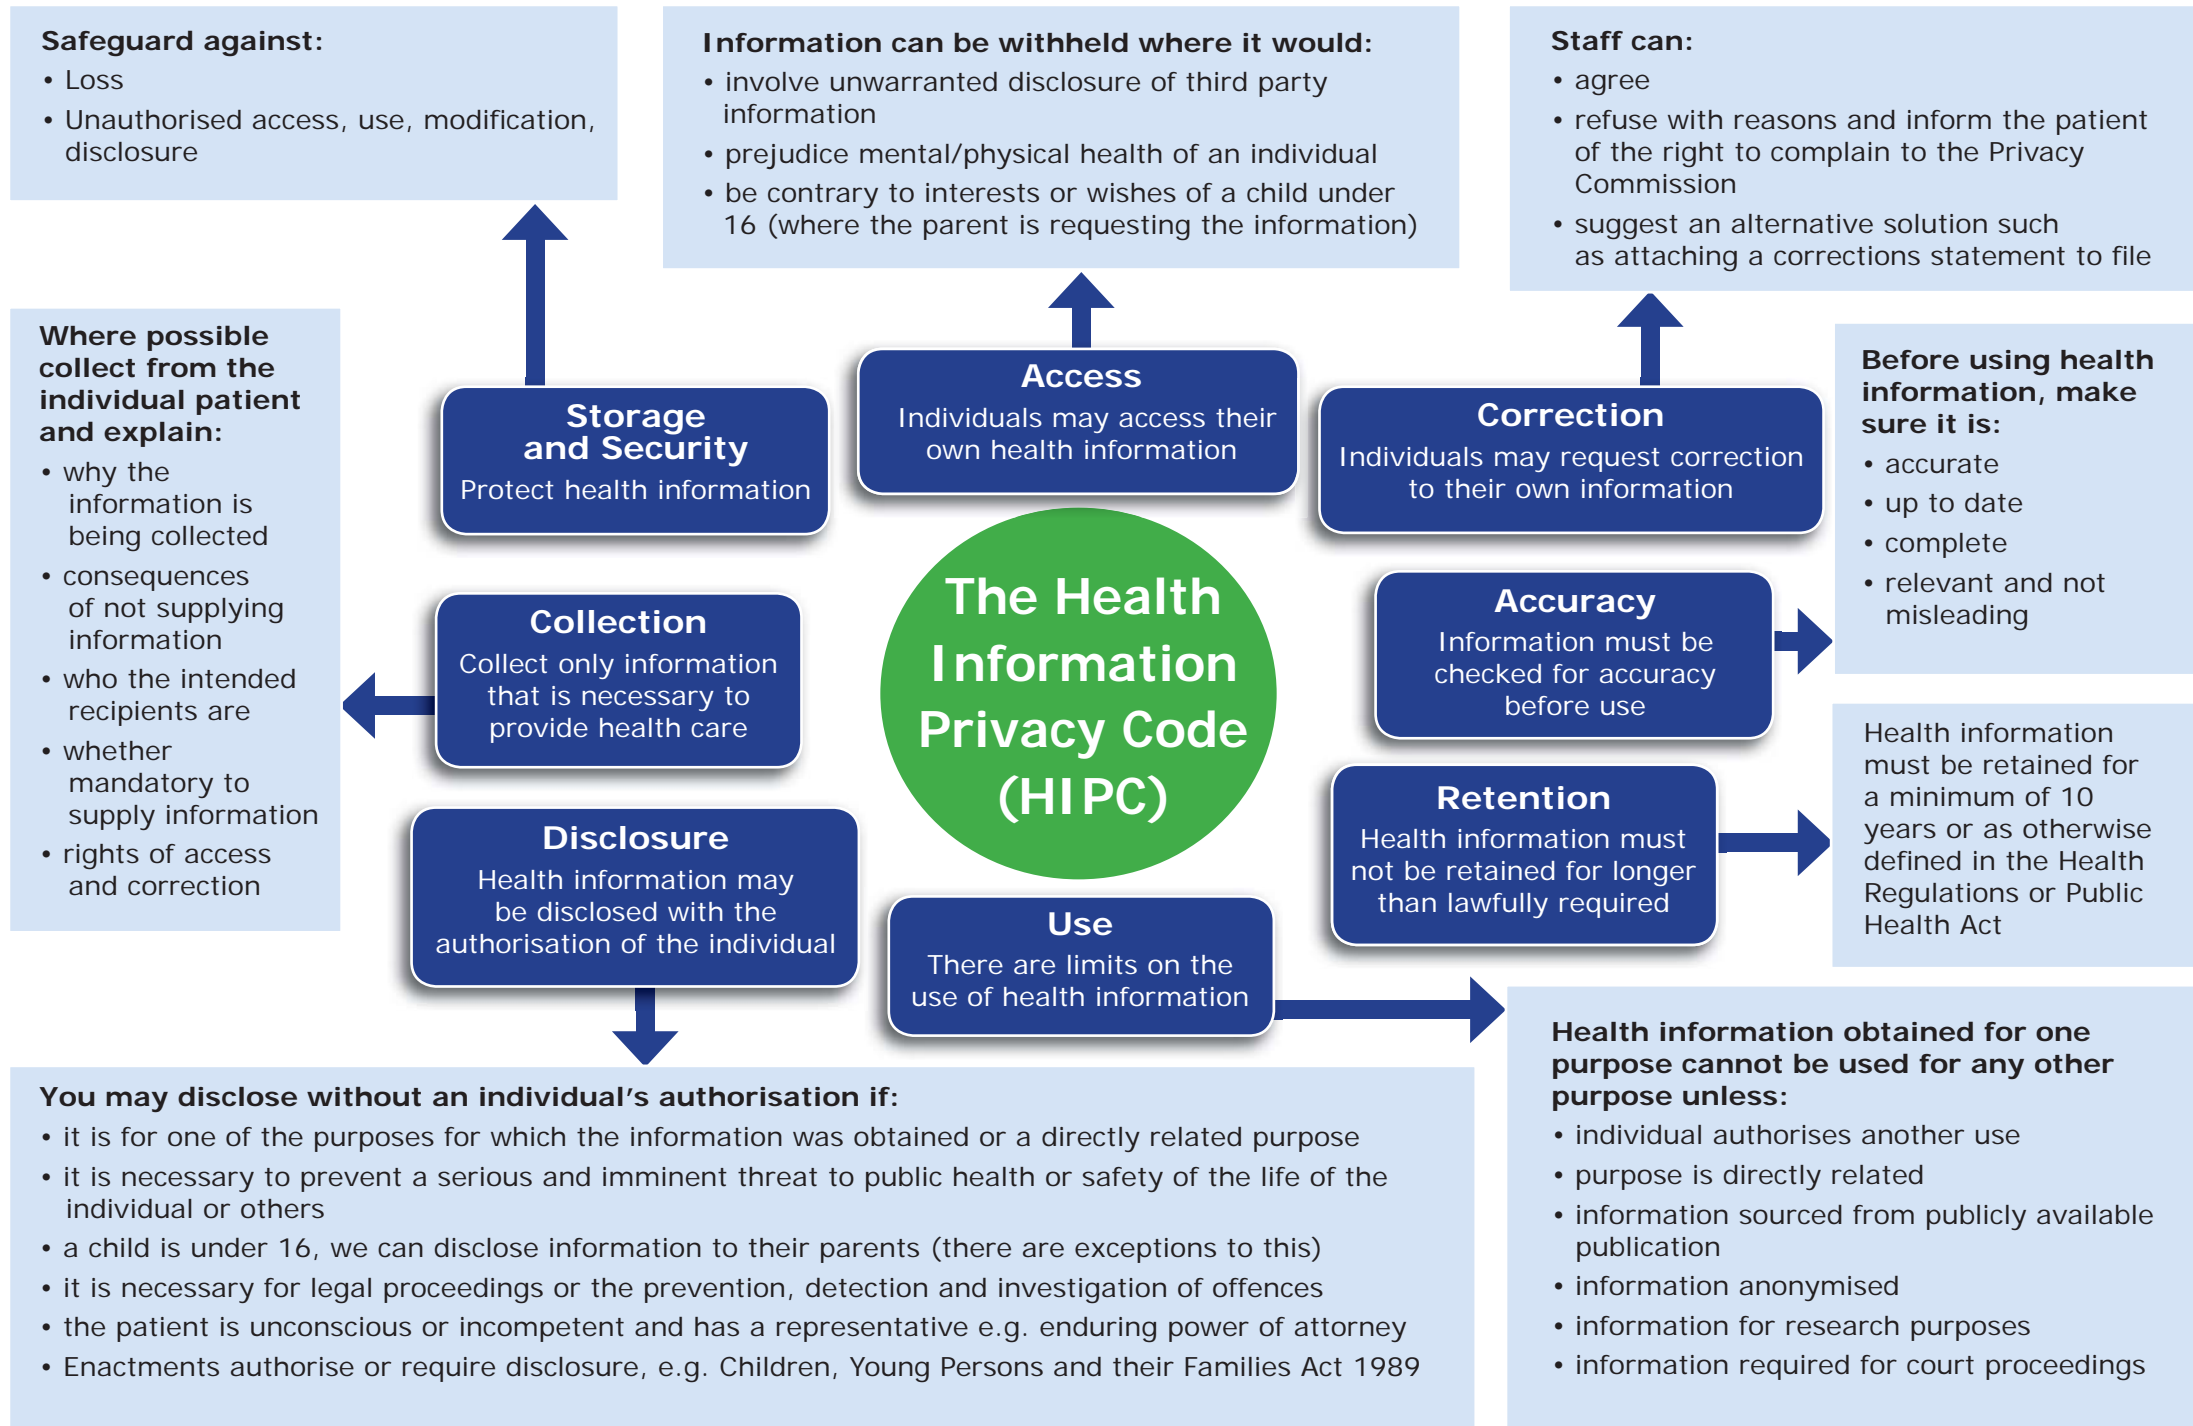 Safeguard against:
• Loss
• Unauthorised access, use, modification,
disclosure
Information can be withheld where it would:
• involve unwarranted disclosure of third party
information
• prejudice mental/physical health of an individual
• be contrary to interests or wishes of a child under
16 (where the parent is requesting the information)
Staff can:
• agree
• refuse with reasons and inform the patient
of the right to complain to the Privacy
Commission
• suggest an alternative solution such
as attaching a corrections statement to file
Where possible
collect from the
individual patient
and explain:
• why the
information is
being collected
• consequences
of not supplying
information
• who the intended
recipients are
• whether
mandatory to
supply information
• rights of access
and correction
Storage
and Security
Protect health information
Access
Individuals may access their
own health information
Correction
Individuals may request correction
to their own information
Before using health
information, make
sure it is:
• accurate
• up to date
• complete
• relevant and not
misleading
Collection
Collect only information
that is necessary to
provide health care
The Health
Information
Privacy Code
(HIPC)
Accuracy
Information must be
checked for accuracy
before use
Disclosure
Health information may
be disclosed with the
authorisation of the individual
Use
There are limits on the
use of health information
Retention
Health information must
not be retained for longer
than lawfully required
Health information
must be retained for
a minimum of 10
years or as otherwise
defined in the Health
Regulations or Public
Health Act
You may disclose without an individual's authorisation if:
• it is for one of the purposes for which the information was obtained or a directly related purpose
• it is necessary to prevent a serious and imminent threat to public health or safety of the life of the
individual or others
• a child is under 16, we can disclose information to their parents (there are exceptions to this)
• it is necessary for legal proceedings or the prevention, detection and investigation of offences
• the patient is unconscious or incompetent and has a representative e.g. enduring power of attorney
• Enactments authorise or require disclosure, e.g. Children, Young Persons and their Families Act 1989
Health information obtained for one
purpose cannot be used for any other
purpose unless:
• individual authorises another use
• purpose is directly related
• information sourced from publicly available
publication
• information anonymised
• information for research purposes
• information required for court proceedings